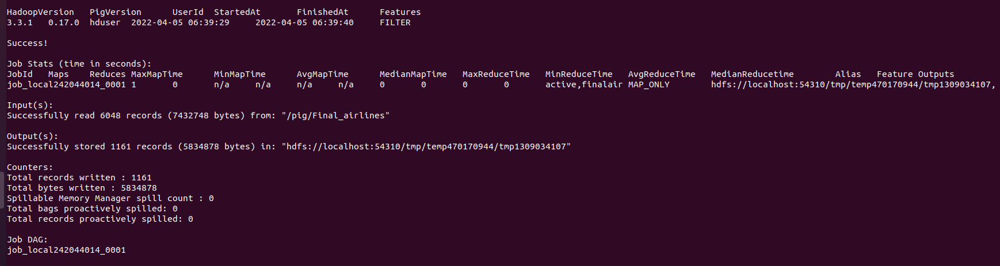 HadoopVersion PigVersion UserId StartedAt FinishedAt Features
3.3.1 0.17.0 hduser 2022-04-05 06:39:29 2022-04-05 06:39:40 FILTER
Success!
Job Stats (time in seconds):
JobId Maps Reduces MaxMapTime MinMapTime AvgMapTime MedianMapTime MaxReduceTime MinReduceTime AvgReduceTime MedianReducetime Alias Feature Outputs
job_local242044014_0001 1 0 n/a n/a n/a n/a 0 0 0 0 active,finalair MAP_ONLY hdfs://localhost:54310/tmp/temp470170944/tmp1309034107,
Input(s):
Successfully read 6048 records (7432748 bytes) from: "/pig/Final_airlines"
Output(s):
Successfully stored 1161 records (5834878 bytes) in: "hdfs://localhost:54310/tmp/temp470170944/tmp1309034107"
Counters:
Total records written : 1161
Total bytes written : 5834878
Spillable Memory Manager spill count : 0
Total bags proactively spilled: 0
Total records proactively spilled: 0
Job DAG:
job_local242044014_0001